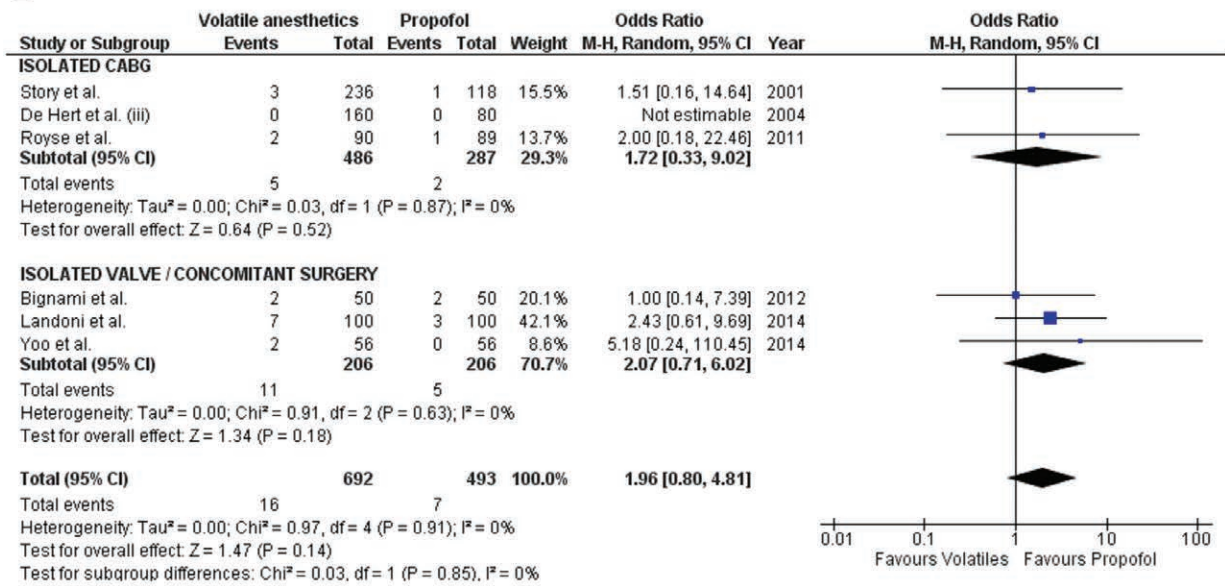 Volatile anesthetics Propofol Odds Ratio Odds Ratio
Study or Subgroup Events Total Events Total Weight M-H, Random, 95% CI Year M-H, Random, 95% CI
ISOLATED CABG
Story et al. 3 236 1 118 15.5% 1.51 [0.16, 14.64] 2001
De Hert et al. (iii) 0 160 0 80 Not estimable 2004
Royse et al. 2 90 1 89 13.7% 2.00 [0.18, 22.46] 2011
Subtotal (95% CI) 486 287 29.3% 1.72 [0.33, 9.02]
Total events 5 2
Heterogeneity: Tau² = 0.00; Chi² = 0.03, df = 1 (P = 0.87); I² = 0%
Test for overall effect: Z = 0.64 (P = 0.52)
ISOLATED VALVE / CONCOMITANT SURGERY
Bignami et al. 2 50 2 50 20.1% 1.00 [0.14, 7.39] 2012
Landoni et al. 7 100 3 100 42.1% 2.43 [0.61, 9.69] 2014
Yoo et al. 2 56 0 56 8.6% 5.18 [0.24, 110.45] 2014
Subtotal (95% CI) 206 206 70.7% 2.07 [0.71, 6.02]
Total events 11 5
Heterogeneity: Tau² = 0.00; Chi² = 0.91, df = 2 (P = 0.63); I² = 0%
Test for overall effect: Z = 1.34 (P = 0.18)
Total (95% CI) 692 493 100.0% 1.96 [0.80, 4.81]
Total events 16 7
Heterogeneity: Tau² = 0.00; Chi² = 0.97, df = 4 (P = 0.91); I² = 0%
Test for overall effect: Z = 1.47 (P = 0.14)
Test for subgroup differences: Chi² = 0.03, df = 1 (P = 0.85), I² = 0%
0.01 0.1 1 10 100
Favours Volatiles Favours Propofol